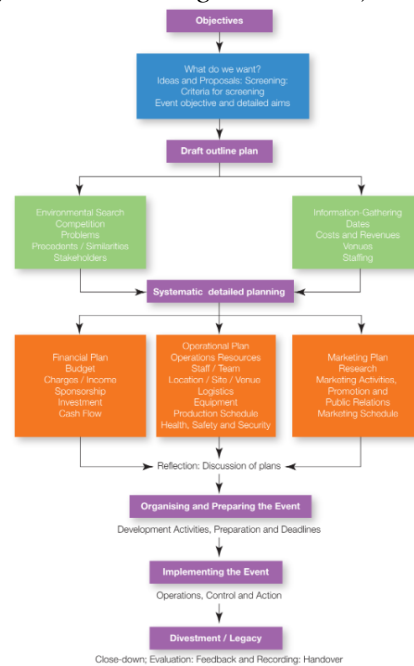 Objectives
What do we want?
Ideas and Proposals: Screening:
Criteria for screening
Event objective and detailed aims
Draft outline plan
Environmental Search
Competition
Problems
Precedents / Similarities
Stakeholders
Information-Gathering
Dates
Costs and Revenues
Venues
Staffing
Systematic detailed planning
Financial Plan
Budget
Charges / Income
Sponsorship
Investment
Cash Flow
Operational Plan
Operations Resources
Staff / Team
Location / Site / Venue
Logistics
Equipment
Production Schedule
Health, Safety and Security
Marketing Plan
Research
Marketing Activities,
Promotion and
Public Relations
Marketing Schedule
Reflection: Discussion of plans
Organising and Preparing the Event
Development Activities, Preparation and Deadlines
Implementing the Event
Operations, Control and Action
Divestment / Legacy
Close-down; Evaluation: Feedback and Recording: Handover